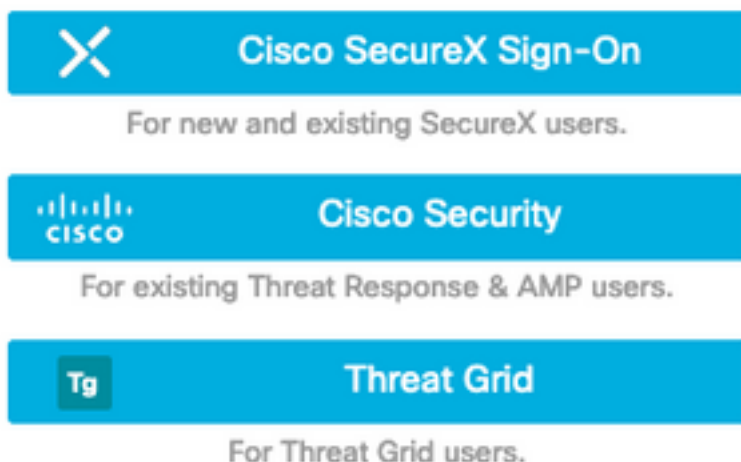 Cisco SecureX Sign-On
For new and existing SecureX users.
CISCO
Cisco Security
For existing Threat Response & AMP users.
Tg
Threat Grid
For Threat Grid users.